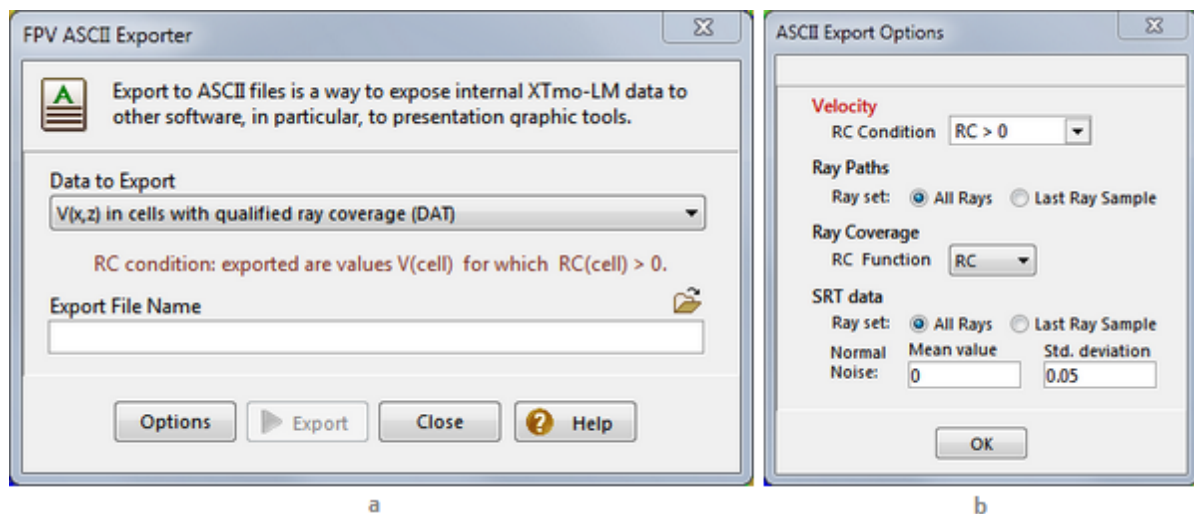 FPV ASCII Exporter
A
Export to ASCII files is a way to expose internal XTmo-LM data to
other software, in particular, to presentation graphic tools.
Data to Export
V(x,z) in cells with qualified ray coverage (DAT)
RC condition: exported are values V(cell) for which RC(cell) > 0.
Export File Name
Options
Export
Close
? Help
a
ASCII Export Options
Velocity
RC Condition RC > 0
Ray Paths
Ray set: All Rays Last Ray Sample
Ray Coverage
RC Function RC
SRT data
Ray set: All Rays Last Ray Sample
Normal Mean value Std. deviation
Noise: 0 0.05
OK
b